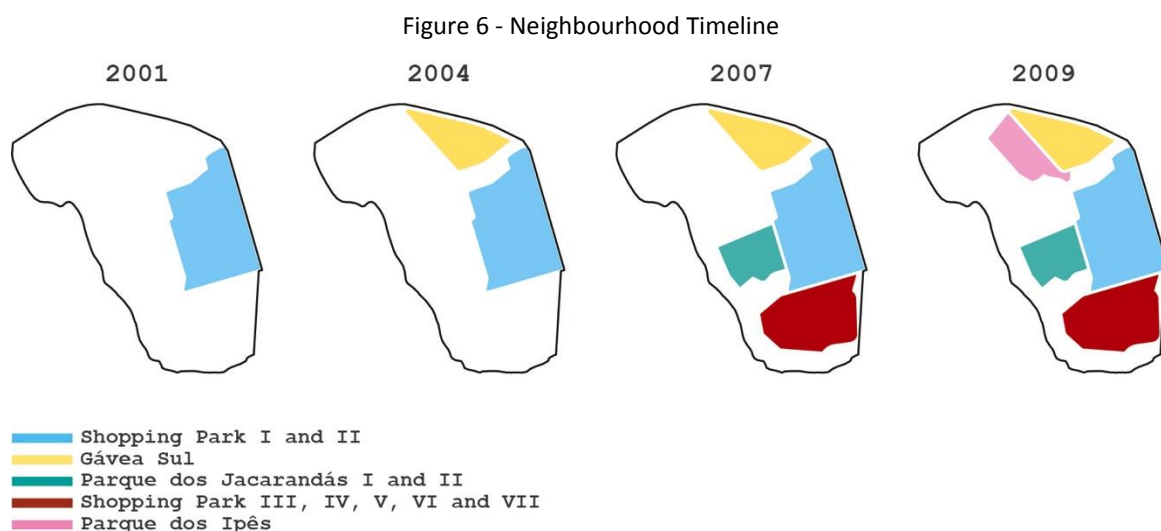 Figure 6 - Neighbourhood Timeline
2001 2004 2007 2009
Shopping Park I and II
Gávea Sul
Parque dos Jacarandás I and II
Shopping Park III, IV, V, VI and VII
Parque dos Ipês